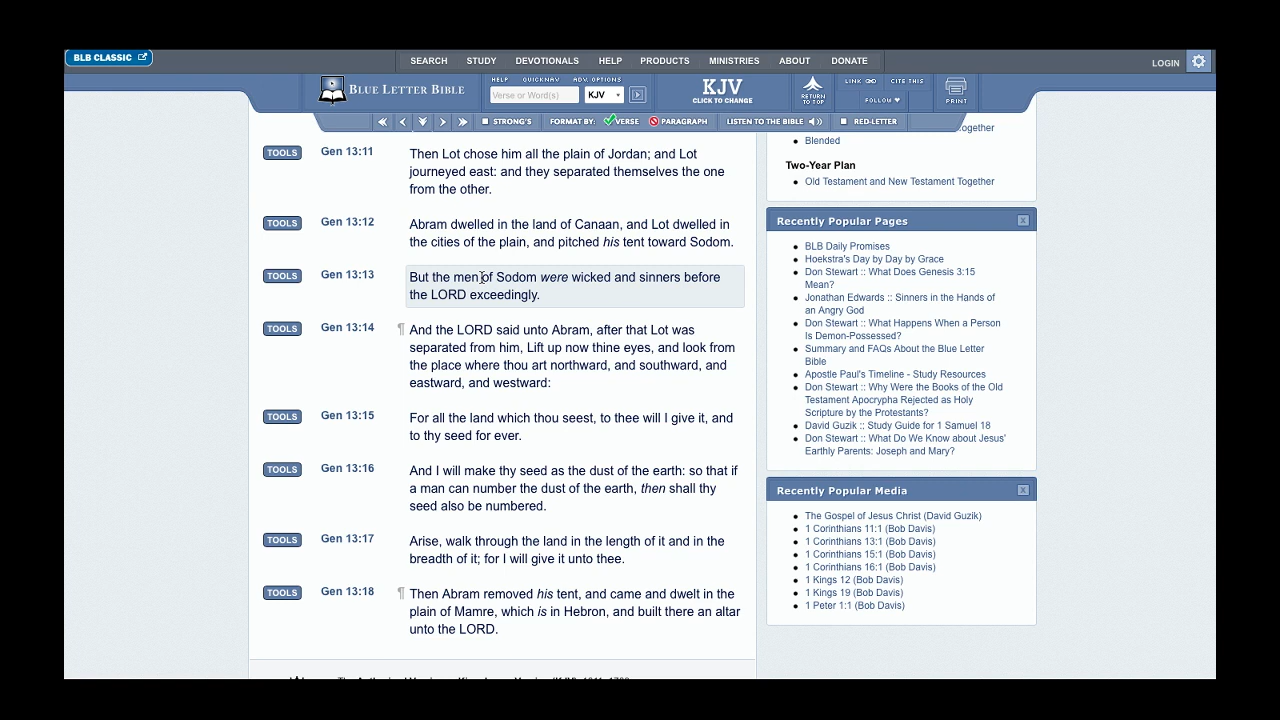 BLB CLASSIC
SEARCH STUDY DEVOTIONALS HELP PRODUCTS MINISTRIES ABOUT DONATE
LOGIN
BLUE LETTER BIBLE
HELP QUICKNAV ADV. OPTIONS
Verse or Word(s) KJV
KJV
CLICK TO CHANGE
RETURN
TO TOP
LINK CITE THIS
FOLLOW
PRINT
STRONG'S FORMAT BY: VERSE PARAGRAPH LISTEN TO THE BIBLE RED-LETTER
TOOLS Gen 13:11 Then Lot chose him all the plain of Jordan; and Lot
journeyed east: and they separated themselves the one
from the other.
TOOLS Gen 13:12 Abram dwelled in the land of Canaan, and Lot dwelled in
the cities of the plain, and pitched his tent toward Sodom.
TOOLS Gen 13:13 But the men of Sodom were wicked and sinners before
the LORD exceedingly.
TOOLS Gen 13:14 ¶ And the LORD said unto Abram, after that Lot was
separated from him, Lift up now thine eyes, and look from
the place where thou art northward, and southward, and
eastward, and westward:
TOOLS Gen 13:15 For all the land which thou seest, to thee will I give it, and
to thy seed for ever.
TOOLS Gen 13:16 And I will make thy seed as the dust of the earth: so that if
a man can number the dust of the earth, then shall thy
seed also be numbered.
TOOLS Gen 13:17 Arise, walk through the land in the length of it and in the
breadth of it; for I will give it unto thee.
TOOLS Gen 13:18 ¶ Then Abram removed his tent, and came and dwelt in the
plain of Mamre, which is in Hebron, and built there an altar
unto the LORD.
Blended
Two-Year Plan
Old Testament and New Testament Together
Recently Popular Pages x
BLB Daily Promises
Hoekstra's Day by Day by Grace
Don Stewart :: What Does Genesis 3:15
Mean?
Jonathan Edwards :: Sinners in the Hands of
an Angry God
Don Stewart :: What Happens When a Person
Is Demon-Possessed?
Summary and FAQs About the Blue Letter
Bible
Apostle Paul's Timeline - Study Resources
Don Stewart :: Why Were the Books of the Old
Testament Apocrypha Rejected as Holy
Scripture by the Protestants?
David Guzik :: Study Guide for 1 Samuel 18
Don Stewart :: What Do We Know about Jesus'
Earthly Parents: Joseph and Mary?
Recently Popular Media x
The Gospel of Jesus Christ (David Guzik)
1 Corinthians 11:1 (Bob Davis)
1 Corinthians 13:1 (Bob Davis)
1 Corinthians 15:1 (Bob Davis)
1 Corinthians 16:1 (Bob Davis)
1 Kings 12 (Bob Davis)
1 Kings 19 (Bob Davis)
1 Peter 1:1 (Bob Davis)